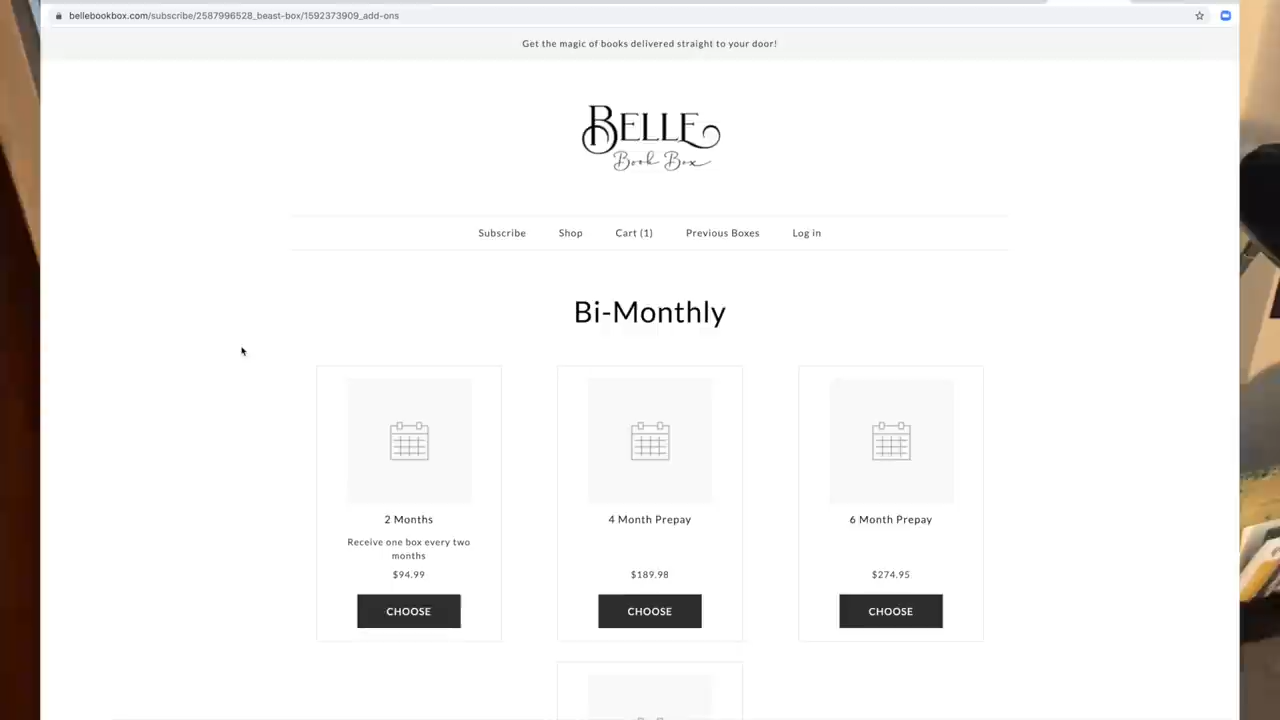 bellebookbox.com/subscribe/2587996528_beast-box/1592373909_add-ons
Get the magic of books delivered straight to your door!
BELLE
Book Box
Subscribe Shop Cart (1) Previous Boxes Log in
Bi-Monthly
2 Months
Receive one box every two
months
$94.99
CHOOSE
4 Month Prepay
$189.98
CHOOSE
6 Month Prepay
$274.95
CHOOSE